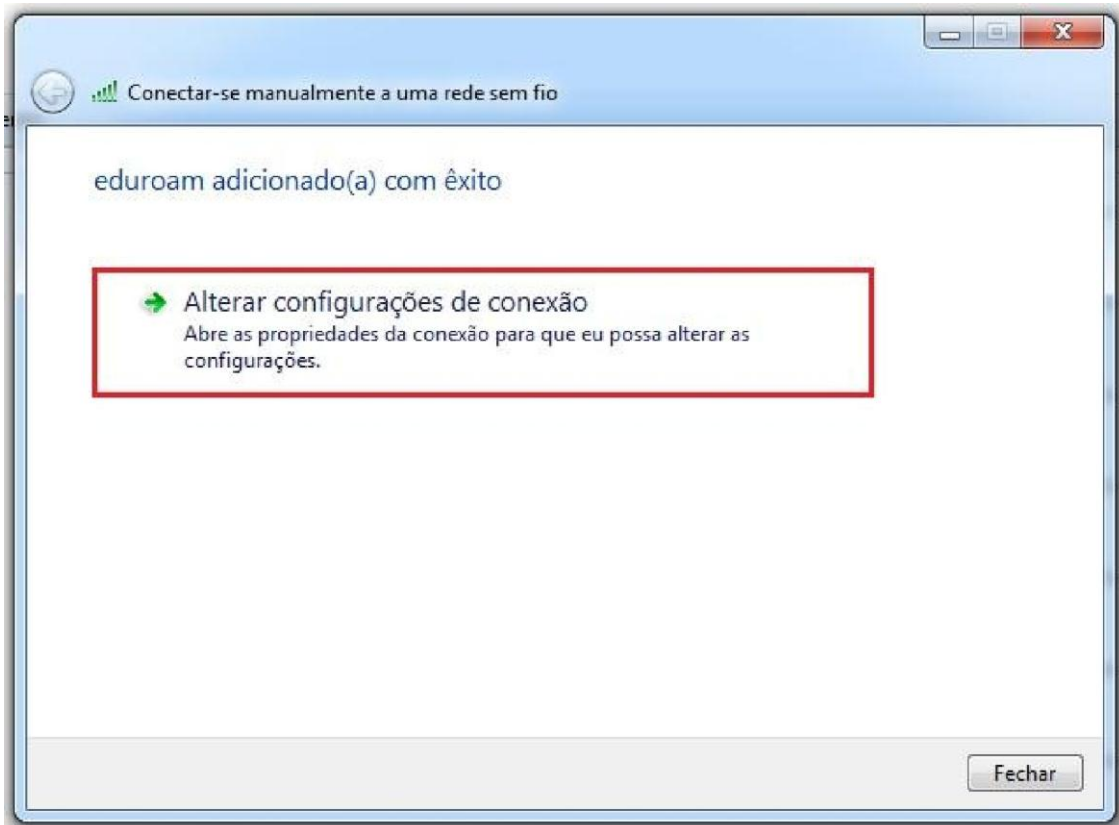 Conectar-se manualmente a uma rede sem fio
eduroam adicionado(a) com êxito
Alterar configurações de conexão
Abre as propriedades da conexão para que eu possa alterar as
configurações.
Fechar